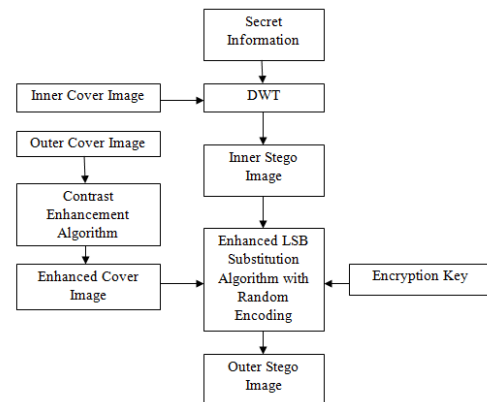 Secret
Information
Inner Cover Image
DWT
Outer Cover Image
Inner Stego
Image
Contrast
Enhancement
Algorithm
Enhanced LSB
Substitution
Algorithm with
Random
Encoding
Enhanced Cover
Image
Encryption Key
Outer Stego
Image